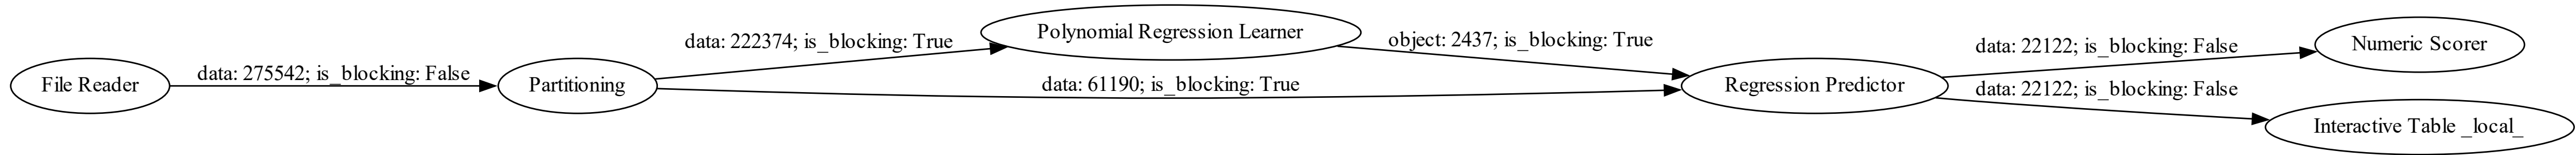 File Reader
data: 275542; is_blocking: False
Partitioning
data: 222374; is_blocking: True
data: 61190; is_blocking: True
Polynomial Regression Learner
object: 2437; is_blocking: True
Regression Predictor
data: 22122; is_blocking: False
data: 22122; is_blocking: False
Numeric Scorer
Interactive Table _local_